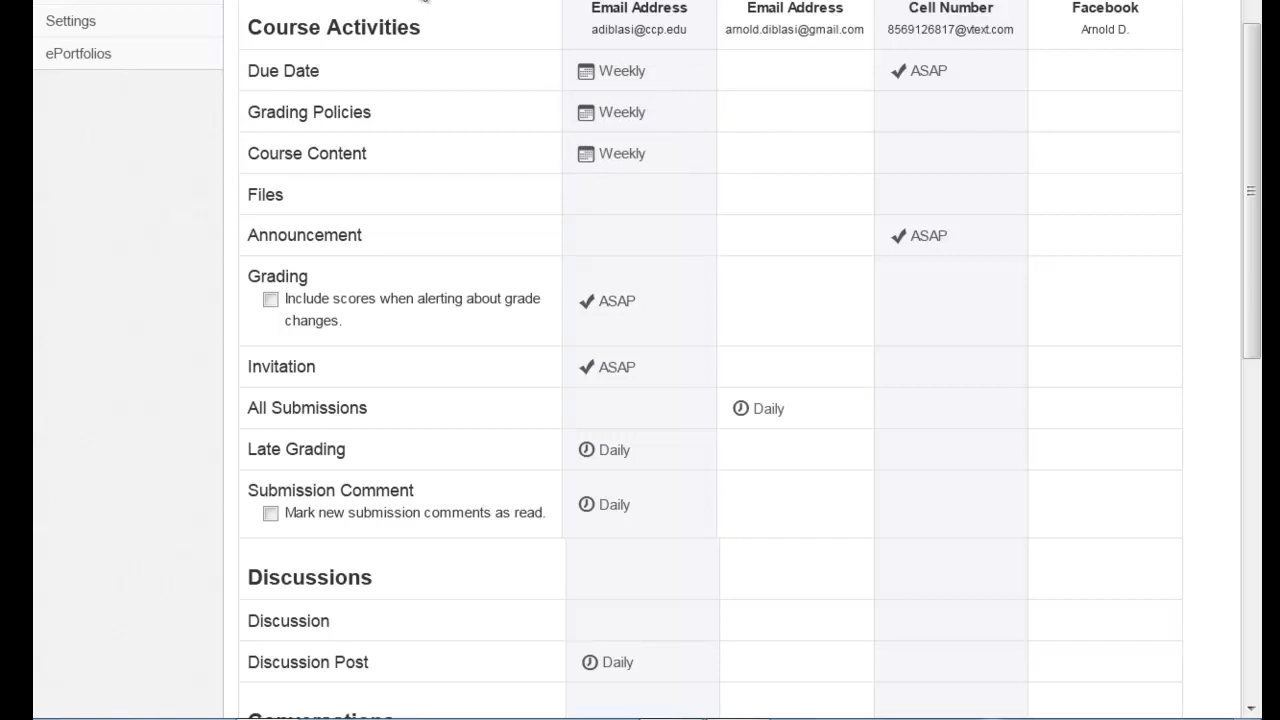 Settings
ePortfolios
Course Activities
Email Address
adiblasi@ccp.edu
Email Address
arnold.diblasi@gmail.com
Cell Number
8569126817@vtext.com
Facebook
Arnold D.
Due Date Weekly ASAP
Grading Policies Weekly
Course Content Weekly
Files
Announcement ASAP
Grading
Include scores when alerting about grade
changes.
ASAP
Invitation ASAP
All Submissions Daily
Late Grading Daily
Submission Comment
Mark new submission comments as read.
Daily
Discussions
Discussion
Discussion Post Daily
Conversations